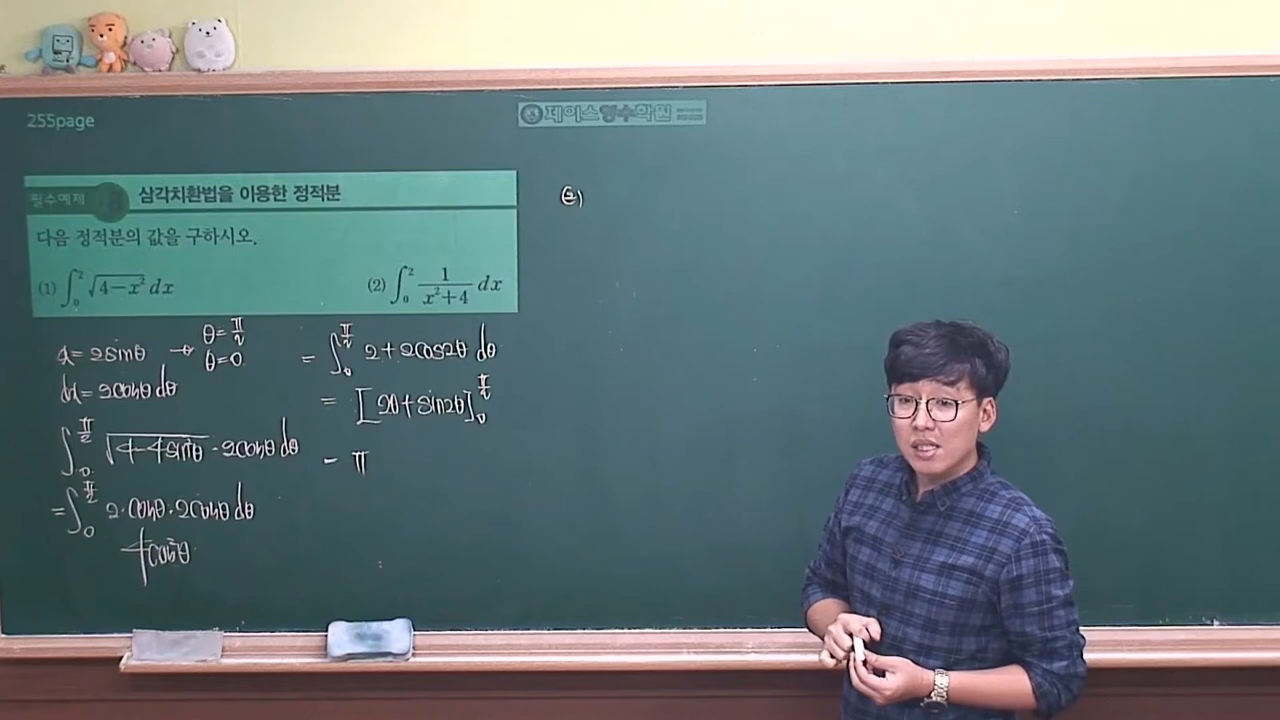 255page
제이스영수학원
필수예제 8 삼각치환법을 이용한 정적분
다음 정적분의 값을 구하시오.
(1) ∫₀² √(4−x²) dx
(2) ∫₀² 1/(x²+4) dx
x = 2sinθ → θ = π/2
θ = 0
dx = 2cosθ dθ
∫₀^(π/2) √(4−4sin²θ) · 2cosθ dθ
= ∫₀^(π/2) 2·cosθ·2cosθ dθ
4cos²θ
= ∫₀^(π/2) 2+2cos2θ dθ
= [2θ+sin2θ]₀^(π/2)
= π
(2)